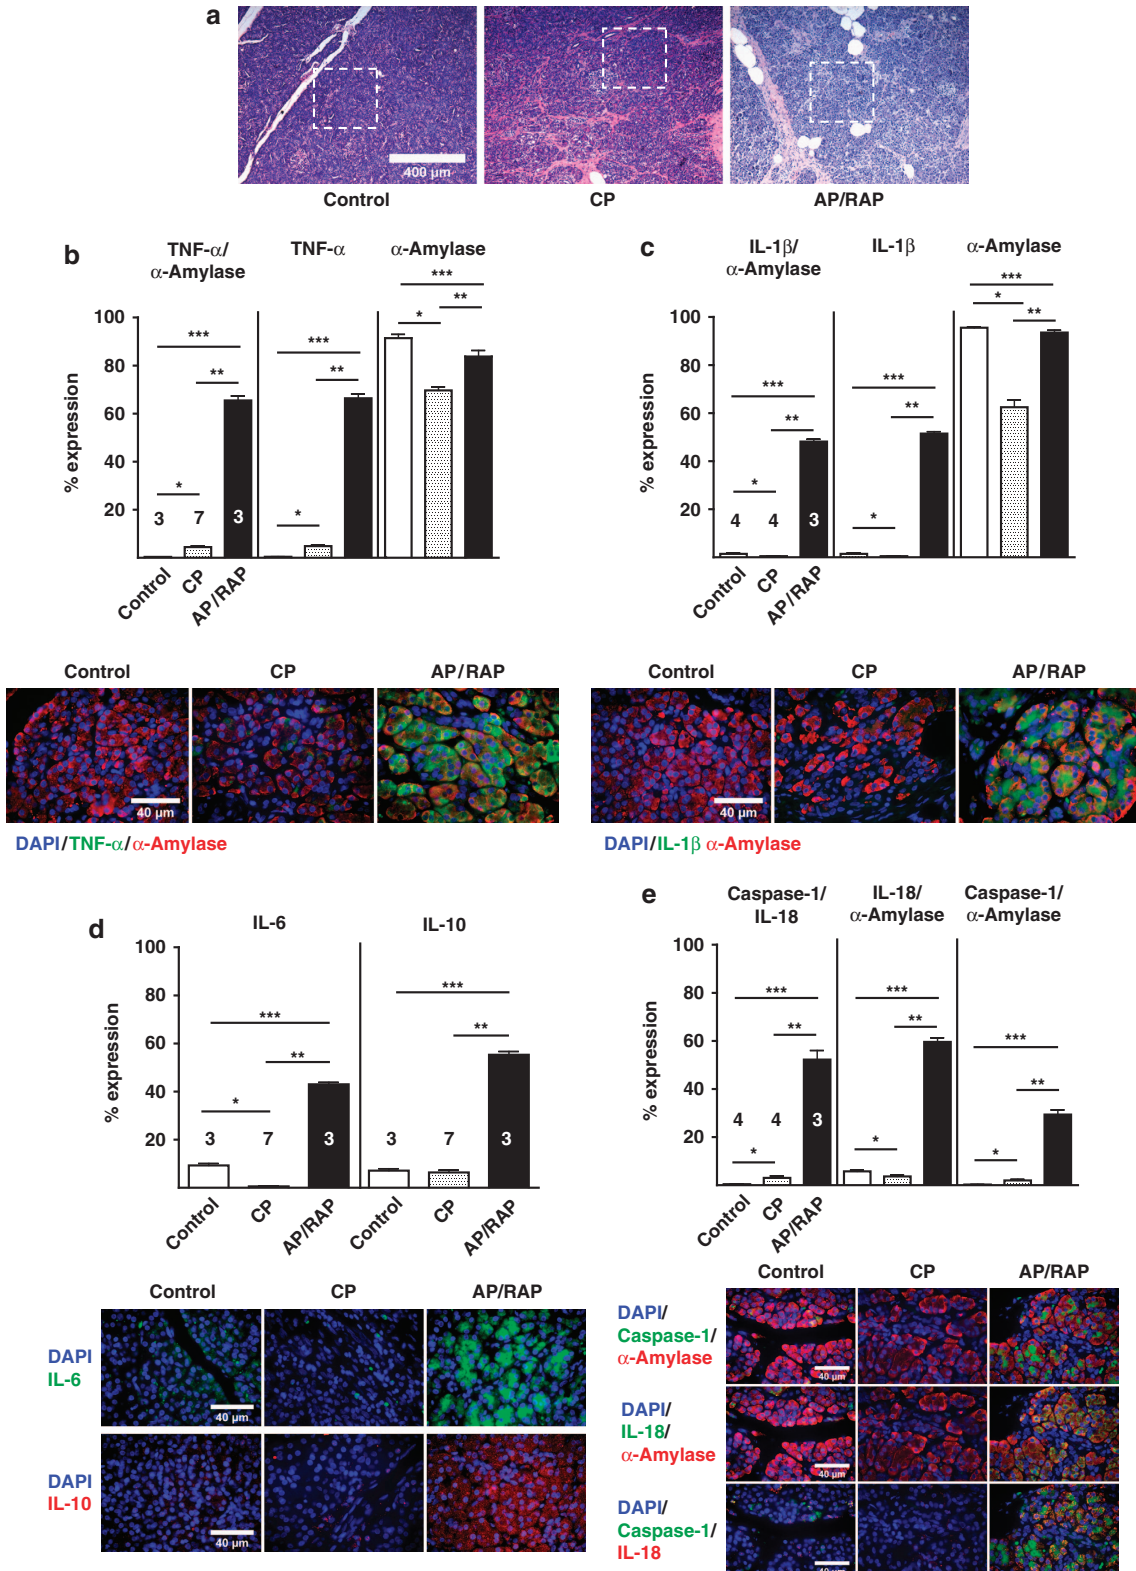 a
400 µm
Control
CP
AP/RAP
b
TNF-α/
α-Amylase
TNF-α
α-Amylase
% expression
100
80
60
40
20
***
**
*
3
7
3
***
**
*
***
**
*
Control
CP
AP/RAP
Control
CP
AP/RAP
40 µm
DAPI/TNF-α/α-Amylase
c
IL-1β/
α-Amylase
IL-1β
α-Amylase
% expression
100
80
60
40
20
***
**
*
4
4
3
***
**
*
***
*
**
Control
CP
AP/RAP
Control
CP
AP/RAP
40 µm
DAPI/IL-1β α-Amylase
d
IL-6
IL-10
% expression
100
80
60
40
20
***
**
*
3
7
3
***
**
3
7
3
Control
CP
AP/RAP
Control
CP
AP/RAP
Control
CP
AP/RAP
DAPI
IL-6
40 µm
DAPI
IL-10
40 µm
e
Caspase-1/
IL-18
IL-18/
α-Amylase
Caspase-1/
α-Amylase
% expression
100
80
60
40
20
***
**
*
4
4
3
***
**
*
***
**
*
Control
CP
AP/RAP
Control
CP
AP/RAP
DAPI/
Caspase-1/
α-Amylase
40 µm
DAPI/
IL-18/
α-Amylase
40 µm
DAPI/
Caspase-1/
IL-18
40 µm